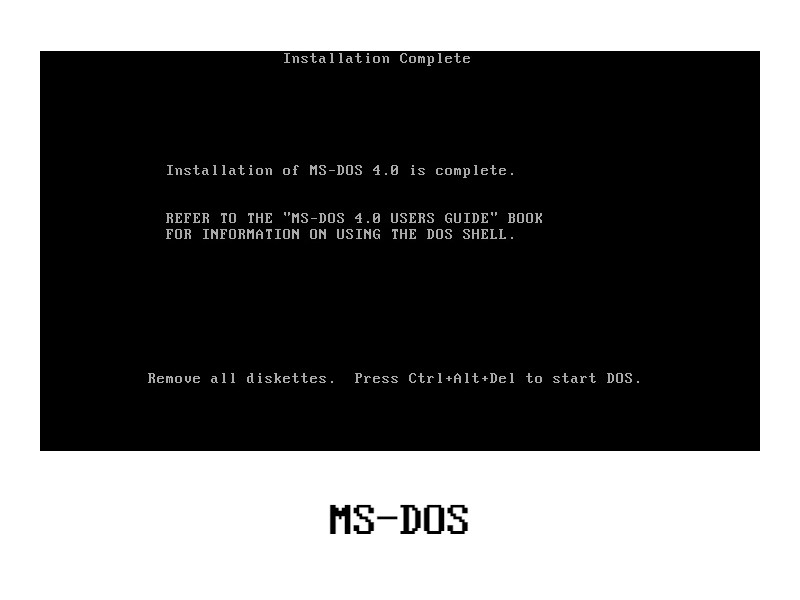 Installation Complete
Installation of MS-DOS 4.0 is complete.
REFER TO THE "MS-DOS 4.0 USERS GUIDE" BOOK
FOR INFORMATION ON USING THE DOS SHELL.
Remove all diskettes.  Press Ctrl+Alt+Del to start DOS.
MS-DOS